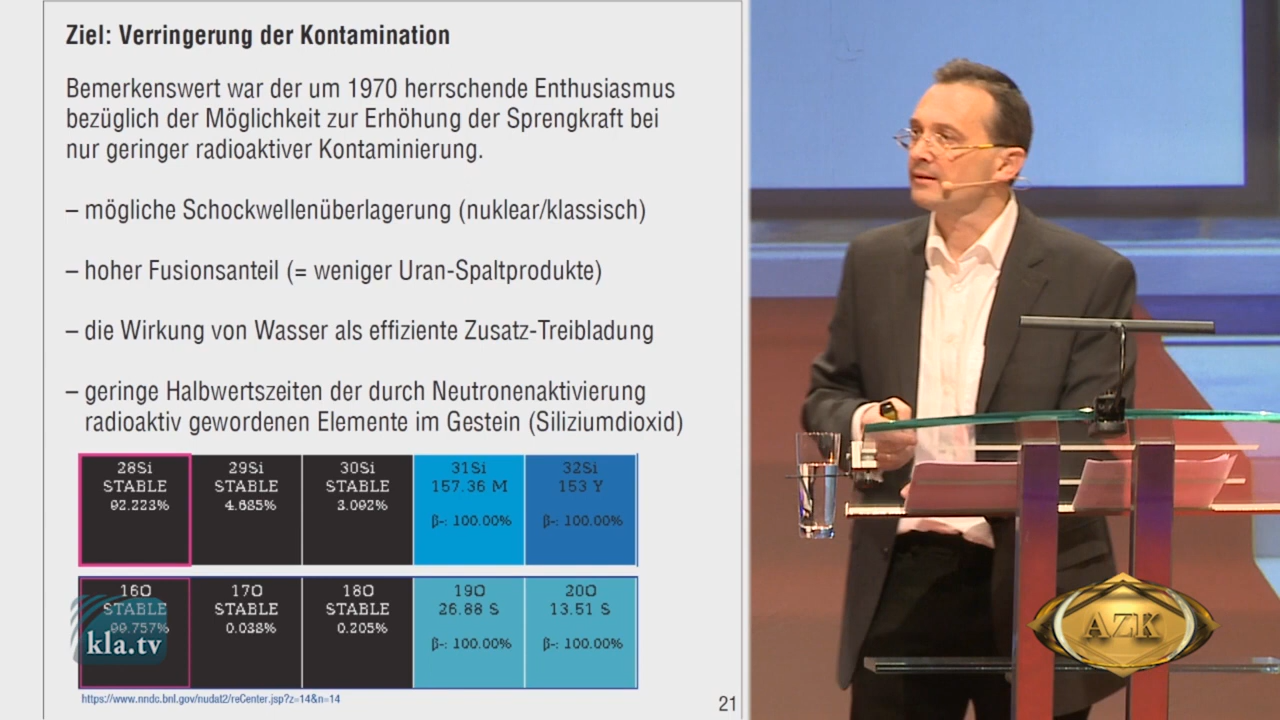 Ziel: Verringerung der Kontamination
Bemerkenswert war der um 1970 herrschende Enthusiasmus
bezüglich der Möglichkeit zur Erhöhung der Sprengkraft bei
nur geringer radioaktiver Kontaminierung.
– mögliche Schockwellenüberlagerung (nuklear/klassisch)
– hoher Fusionsanteil (= weniger Uran-Spaltprodukte)
– die Wirkung von Wasser als effiziente Zusatz-Treibladung
– geringe Halbwertszeiten der durch Neutronenaktivierung
radioaktiv gewordenen Elemente im Gestein (Siliziumdioxid)
28Si 29Si 30Si 31Si 32Si
STABLE STABLE STABLE 157.36 M 153 Y
92.223% 4.685% 3.092%
β-: 100.00% β-: 100.00%
16O 17O 18O 19O 20O
STABLE STABLE STABLE 26.88 S 13.51 S
99.757% 0.038% 0.205%
β-: 100.00% β-: 100.00%
kla.tv
https://www.nndc.bnl.gov/nudat2/reCenter.jsp?z=14&n=14
21
AZK